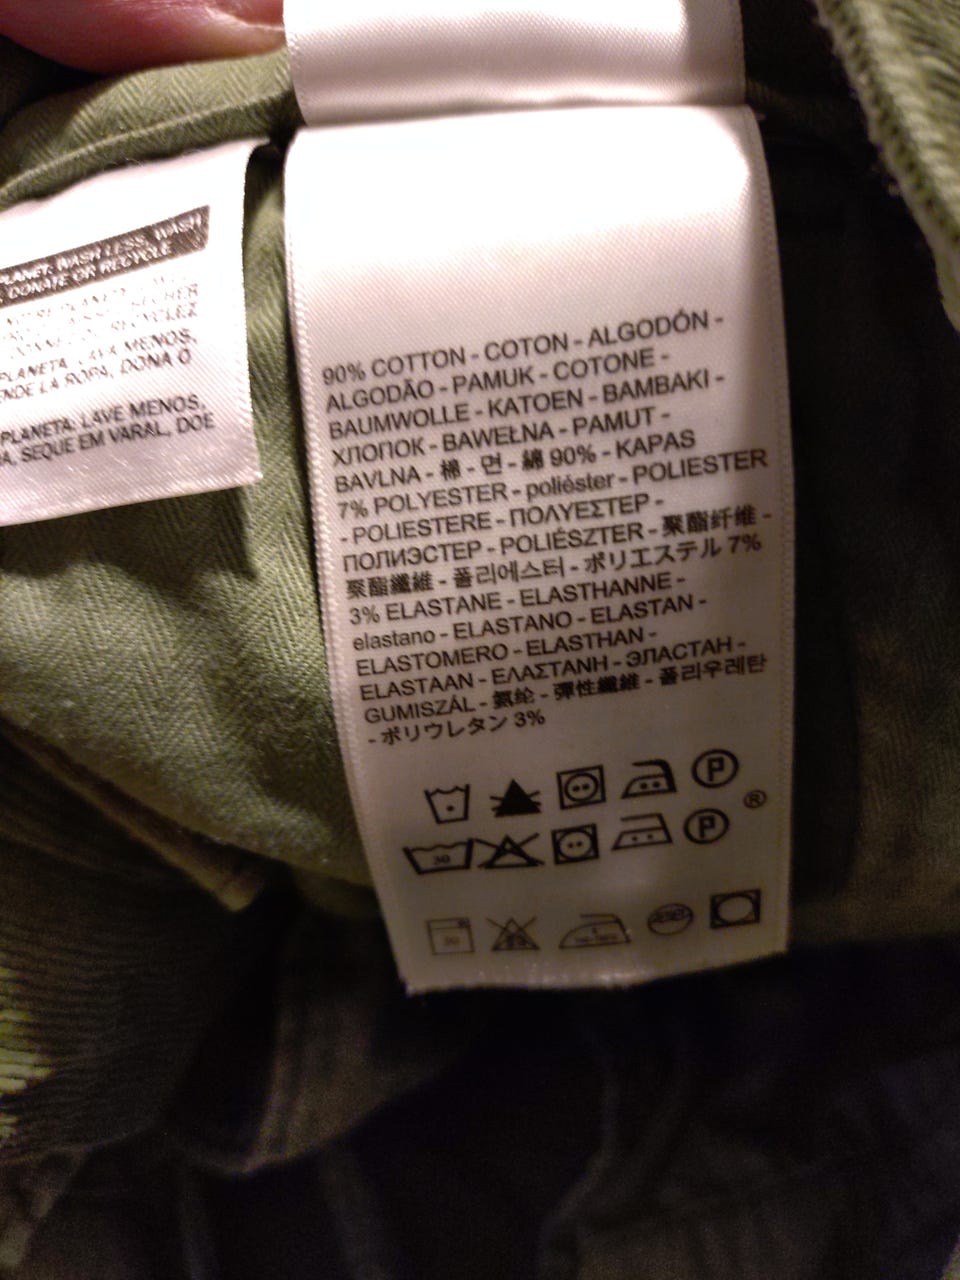 PLANET: WASH LESS, WASH
, DONATE OR RECYCLE
PLANETA. LAVA MENOS,
ENDE LA ROPA, DONA O
PLANETA: LAVE MENOS,
A, SEQUE EM VARAL, DOE
90% COTTON - COTON - ALGODÓN -
ALGODÃO - PAMUK - COTONE -
BAUMWOLLE - KATOEN - BAMBAKI -
ХЛОПОК - BAWEŁNA - PAMUT -
BAVLNA - 棉 - 면 - 綿 90% - KAPAS
7% POLYESTER - poliéster - POLIESTER
- POLIESTERE - ΠΟΛΥΕΣΤΕΡ -
ПОЛИЭСТЕР - POLIÉSZTER - 聚酯纤维 -
聚酯纖維 - 폴리에스터 - ポリエステル 7%
3% ELASTANE - ELASTHANNE -
elastano - ELASTANO - ELASTAN -
ELASTOMERO - ELASTHAN -
ELASTAAN - ΕΛΑΣΤΑΝΗ - ЭЛАСТАН -
GUMISZÁL - 氨纶 - 彈性纖維 - 폴리우레탄
- ポリウレタン 3%
P
®
30 P
30